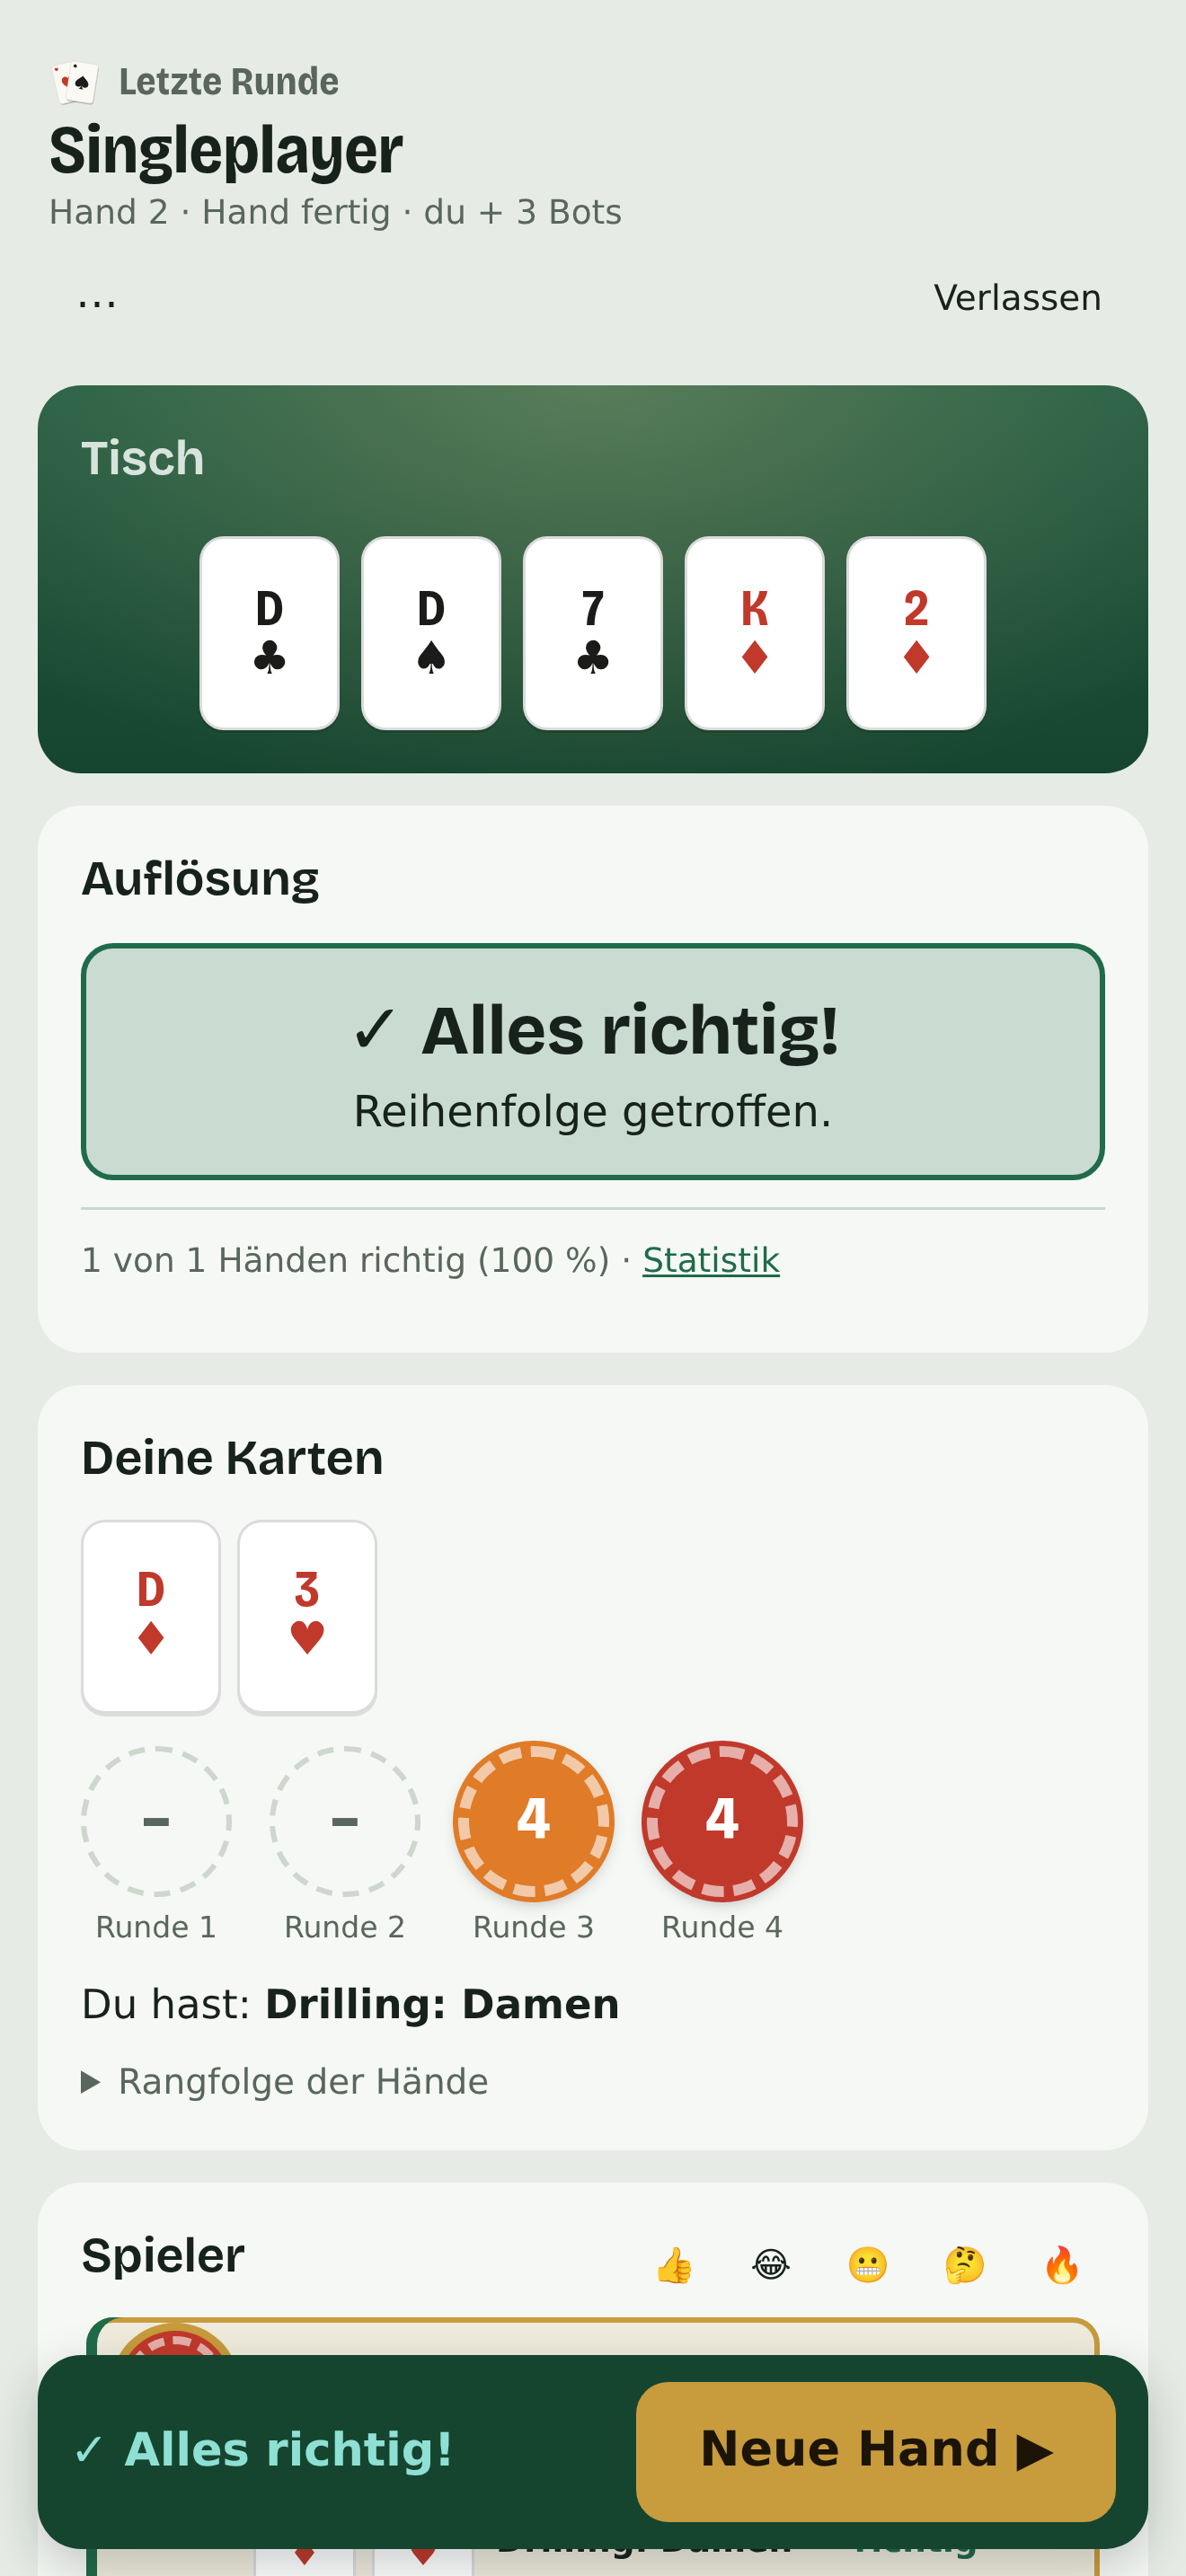 Letzte Runde
Singleplayer
Hand 2 · Hand fertig · du + 3 Bots
...
Verlassen
Tisch
D D 7 K 2
♣ ♠ ♣ ♦ ♦
Auflösung
✓ Alles richtig!
Reihenfolge getroffen.
1 von 1 Händen richtig (100 %) · Statistik
Deine Karten
D 3
♦ ♥
– – 4 4
Runde 1 Runde 2 Runde 3 Runde 4
Du hast: Drilling: Damen
▶ Rangfolge der Hände
Spieler
✓ Alles richtig!
Neue Hand ▶